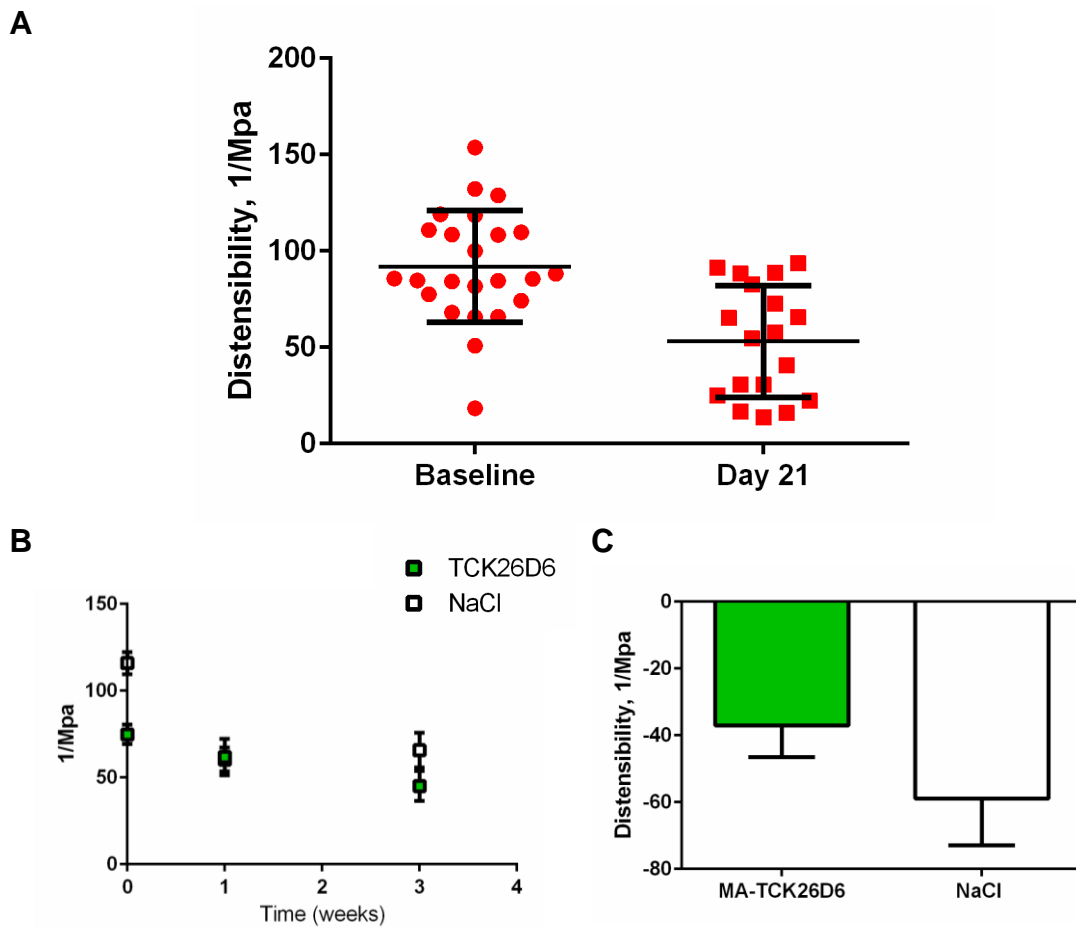 A
Distensibility, 1/Mpa
200
150
100
50
0
Baseline Day 21
B
TCK26D6
NaCl
1/Mpa
150
100
50
0
0 1 2 3 4
Time (weeks)
C
Distensibility, 1/Mpa
0
-20
-40
-60
-80
MA-TCK26D6 NaCl